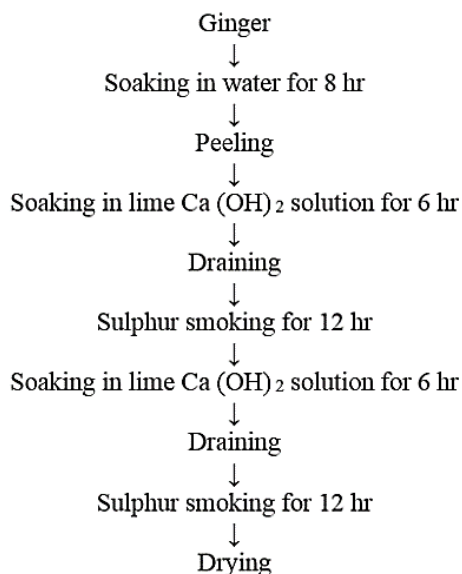 Ginger
↓
Soaking in water for 8 hr
↓
Peeling
↓
Soaking in lime Ca (OH) 2 solution for 6 hr
↓
Draining
↓
Sulphur smoking for 12 hr
↓
Soaking in lime Ca (OH) 2 solution for 6 hr
↓
Draining
↓
Sulphur smoking for 12 hr
↓
Drying